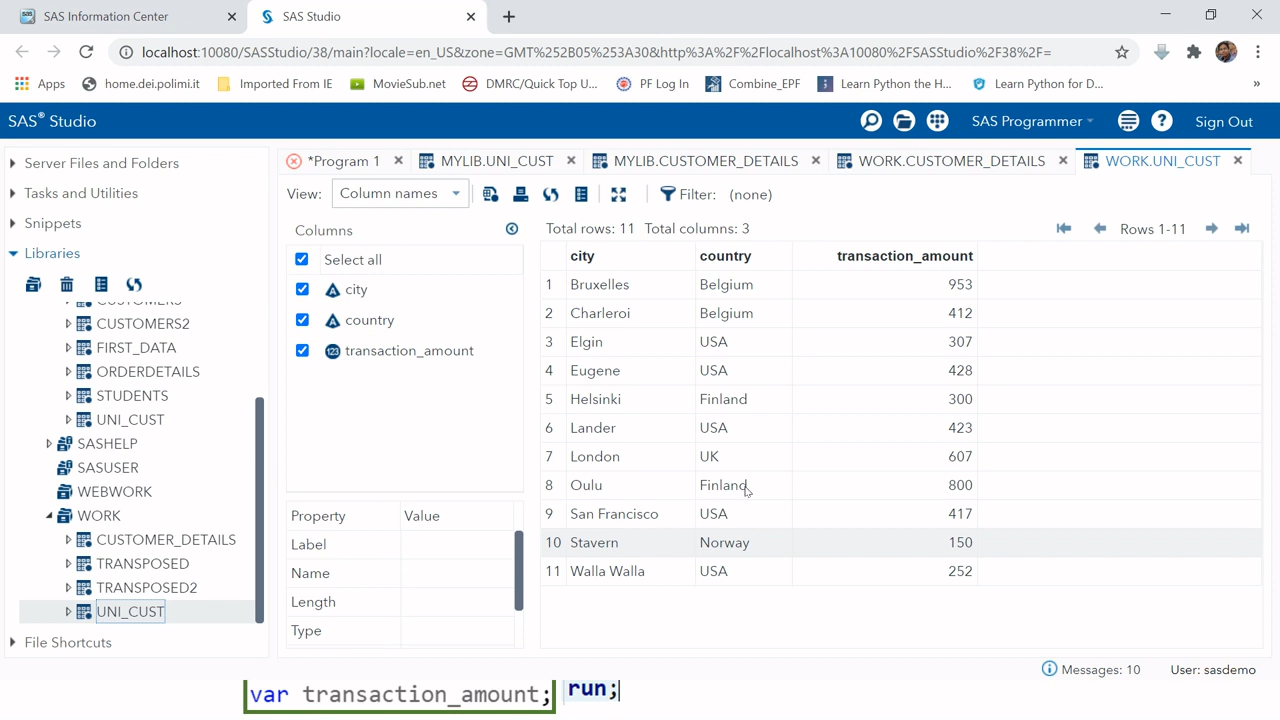 SAS Information Center
SAS Studio
localhost:10080/SASStudio/38/main?locale=en_US&zone=GMT%252B05%253A30&http%3A%2F%2Flocalhost%3A10080%2FSASStudio%2F38%2F=
Apps home.dei.polimi.it Imported From IE MovieSub.net DMRC/Quick Top U... PF Log In Combine_EPF Learn Python the H... Learn Python for D... »
SAS® Studio
SAS Programmer
Sign Out
Server Files and Folders
Tasks and Utilities
Snippets
Libraries
CUSTOMERS
CUSTOMERS2
FIRST_DATA
ORDERDETAILS
STUDENTS
UNI_CUST
SASHELP
SASUSER
WEBWORK
WORK
CUSTOMER_DETAILS
TRANSPOSED
TRANSPOSED2
UNI_CUST
File Shortcuts
*Program 1 MYLIB.UNI_CUST MYLIB.CUSTOMER_DETAILS WORK.CUSTOMER_DETAILS WORK.UNI_CUST
View: Column names Filter: (none)
Columns
Select all
city
country
transaction_amount
Property Value
Label
Name
Length
Type
Total rows: 11 Total columns: 3 Rows 1-11
city country transaction_amount
1 Bruxelles Belgium 953
2 Charleroi Belgium 412
3 Elgin USA 307
4 Eugene USA 428
5 Helsinki Finland 300
6 Lander USA 423
7 London UK 607
8 Oulu Finland 800
9 San Francisco USA 417
10 Stavern Norway 150
11 Walla Walla USA 252
Messages: 10 User: sasdemo
var transaction_amount; run;